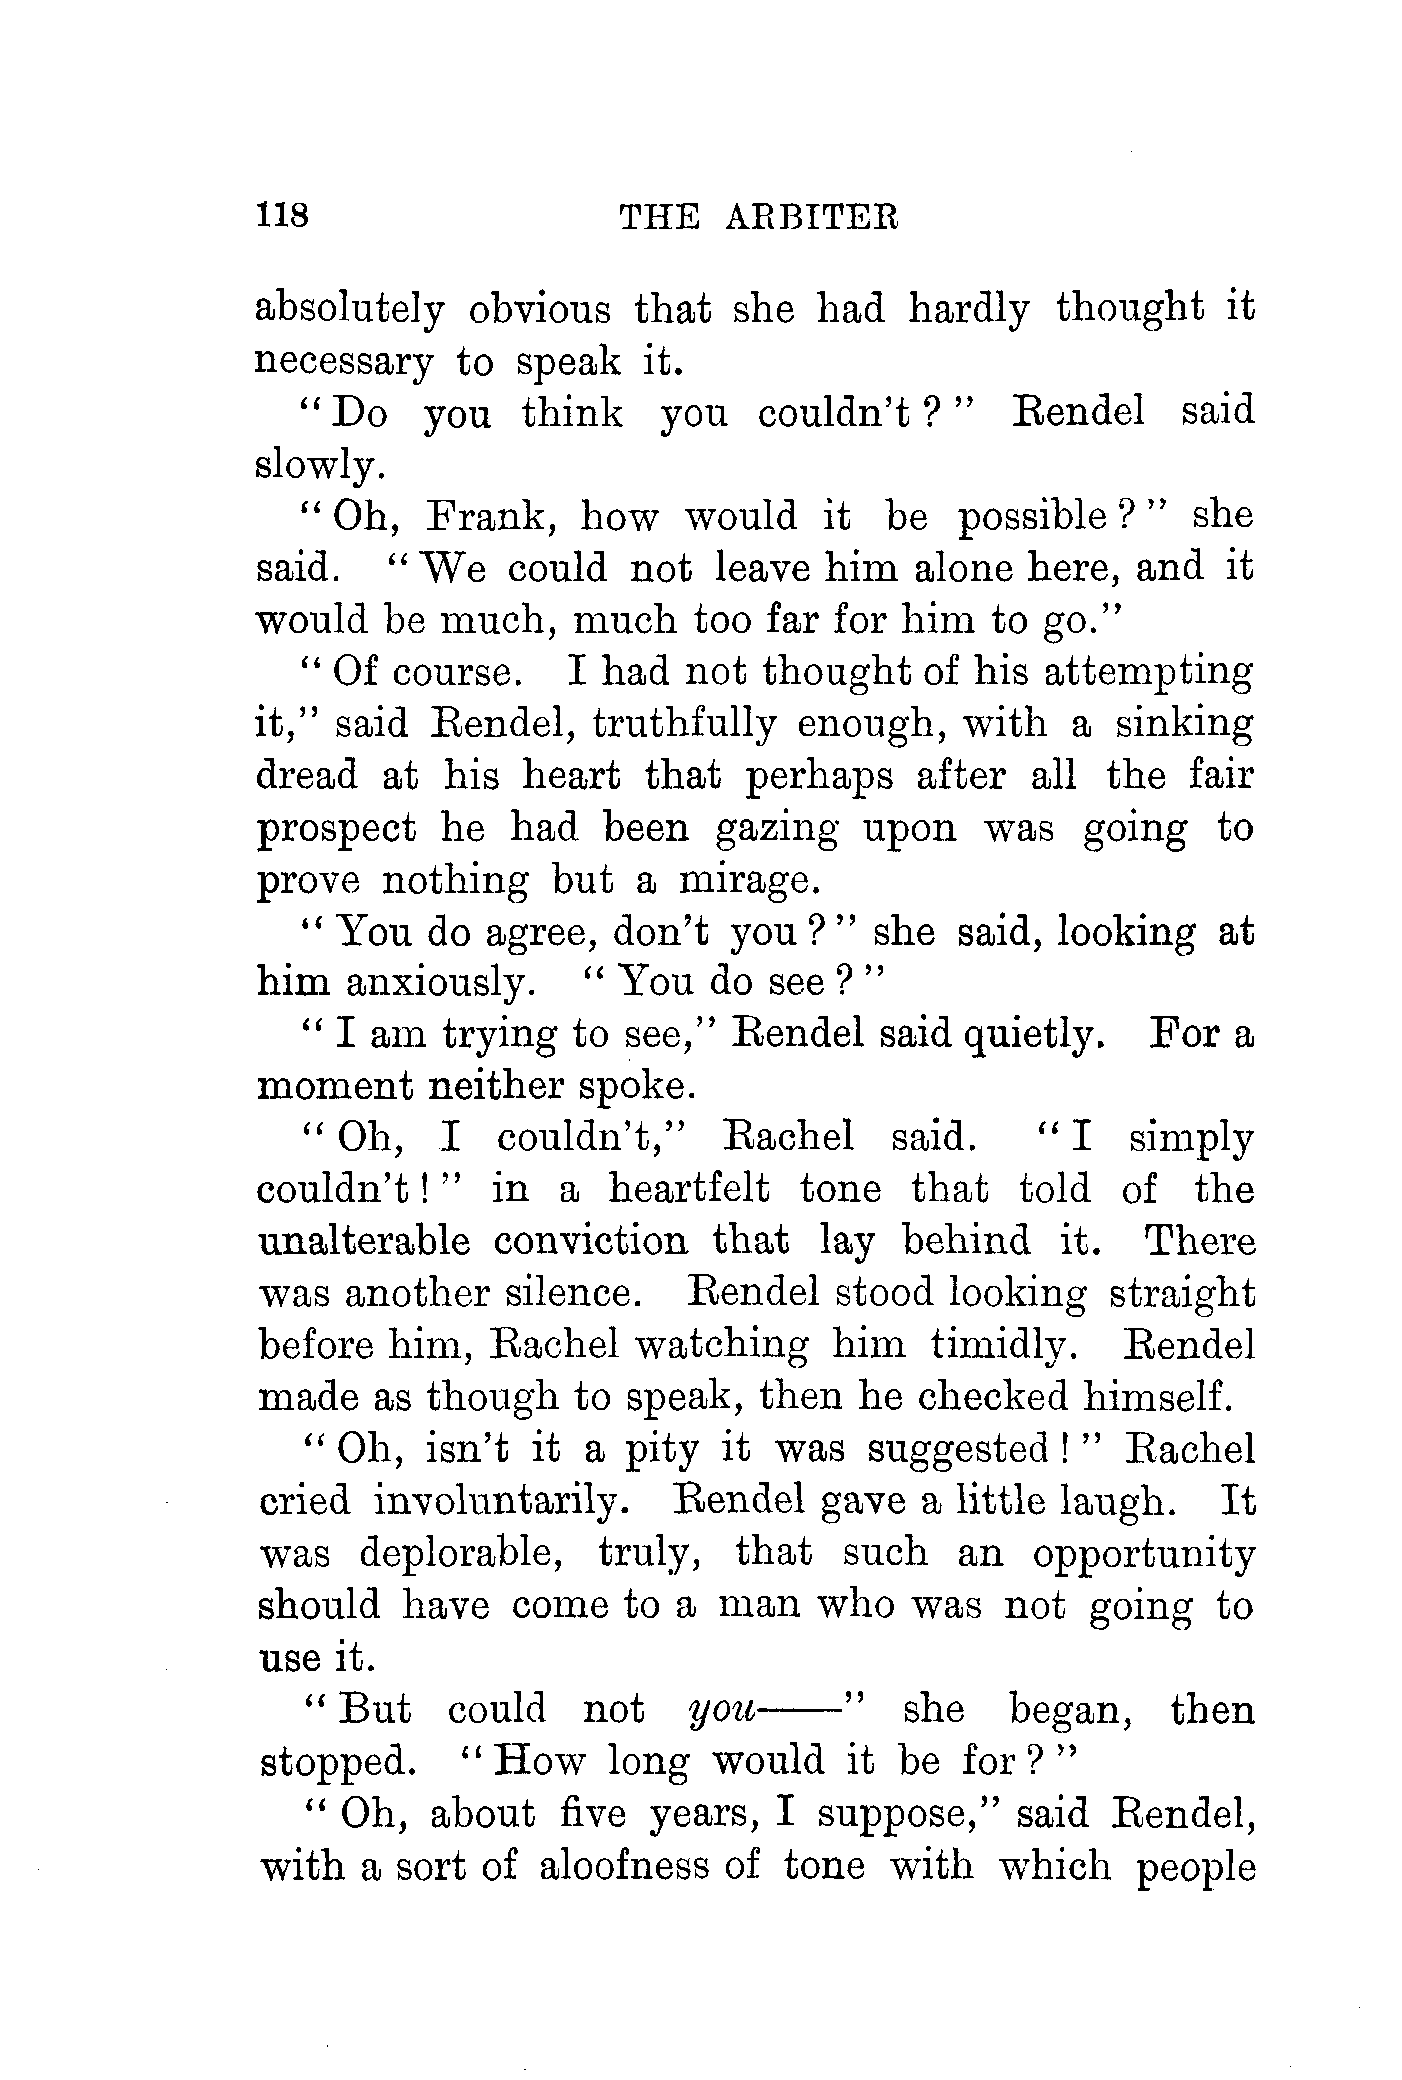 118 THE ARBITER
absolutely obvious that she had hardly thought it
necessary to speak it.
"Do you think you couldn't?" Rendel said
slowly.
"Oh, Frank, how would it be possible?" she
said. "We could not leave him alone here, and it
would be much, much too far for him to go."
"Of course. I had not thought of his attempting
it," said Rendel, truthfully enough, with a sinking
dread at his heart that perhaps after all the fair
prospect he had been gazing upon was going to
prove nothing but a mirage.
"You do agree, don't you?" she said, looking at
him anxiously. "You do see?"
"I am trying to see," Rendel said quietly. For a
moment neither spoke.
"Oh, I couldn't," Rachel said. "I simply
couldn't!" in a heartfelt tone that told of the
unalterable conviction that lay behind it. There
was another silence. Rendel stood looking straight
before him, Rachel watching him timidly. Rendel
made as though to speak, then he checked himself.
"Oh, isn't it a pity it was suggested!" Rachel
cried involuntarily. Rendel gave a little laugh. It
was deplorable, truly, that such an opportunity
should have come to a man who was not going to
use it.
"But could not you——" she began, then
stopped. "How long would it be for?"
"Oh, about five years, I suppose," said Rendel,
with a sort of aloofness of tone with which people